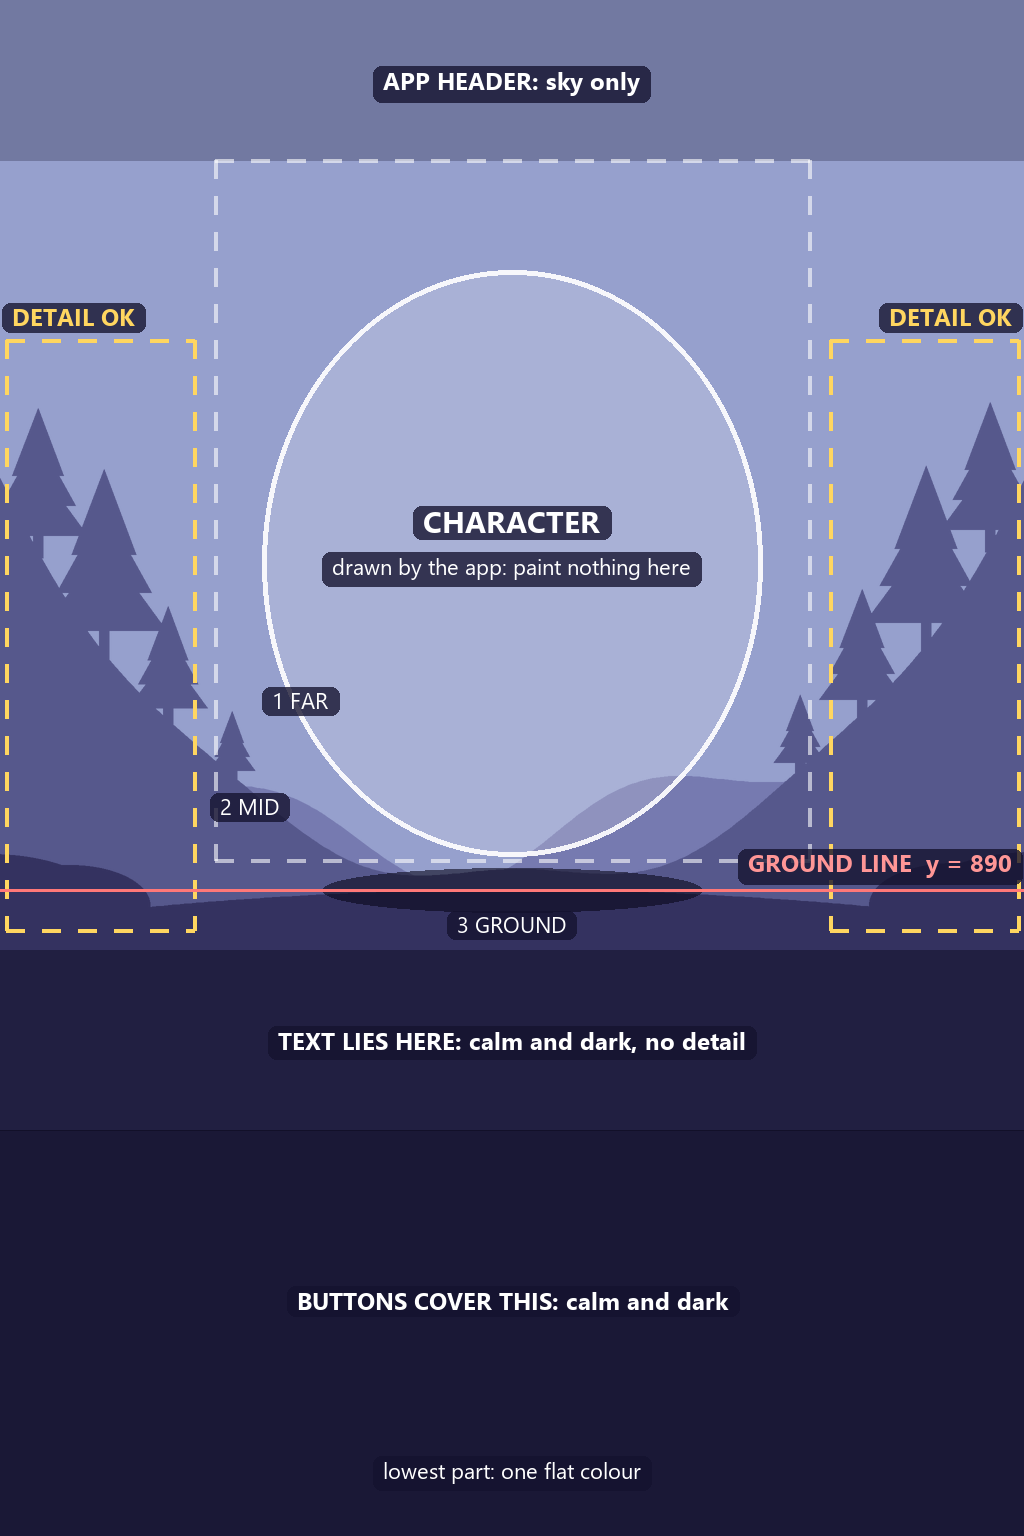 APP HEADER: sky only
DETAIL OK
DETAIL OK
CHARACTER
drawn by the app: paint nothing here
1 FAR
2 MID
GROUND LINE y = 890
3 GROUND
TEXT LIES HERE: calm and dark, no detail
BUTTONS COVER THIS: calm and dark
lowest part: one flat colour